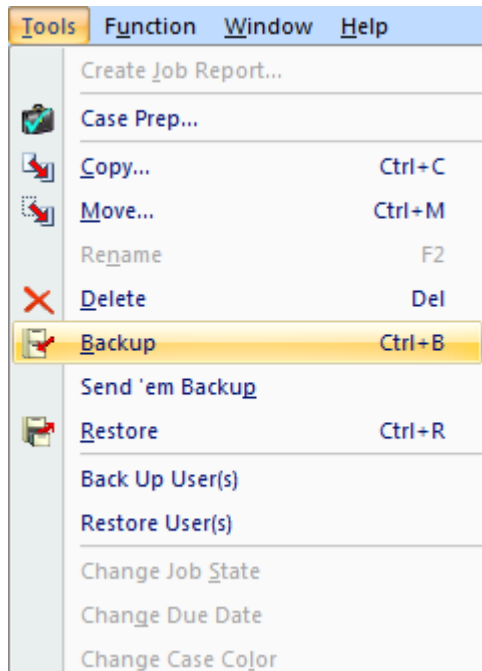 Tools Function Window Help
Create Job Report...
Case Prep...
Copy... Ctrl+C
Move... Ctrl+M
Rename F2
Delete Del
Backup Ctrl+B
Send 'em Backup
Restore Ctrl+R
Back Up User(s)
Restore User(s)
Change Job State
Change Due Date
Change Case Color